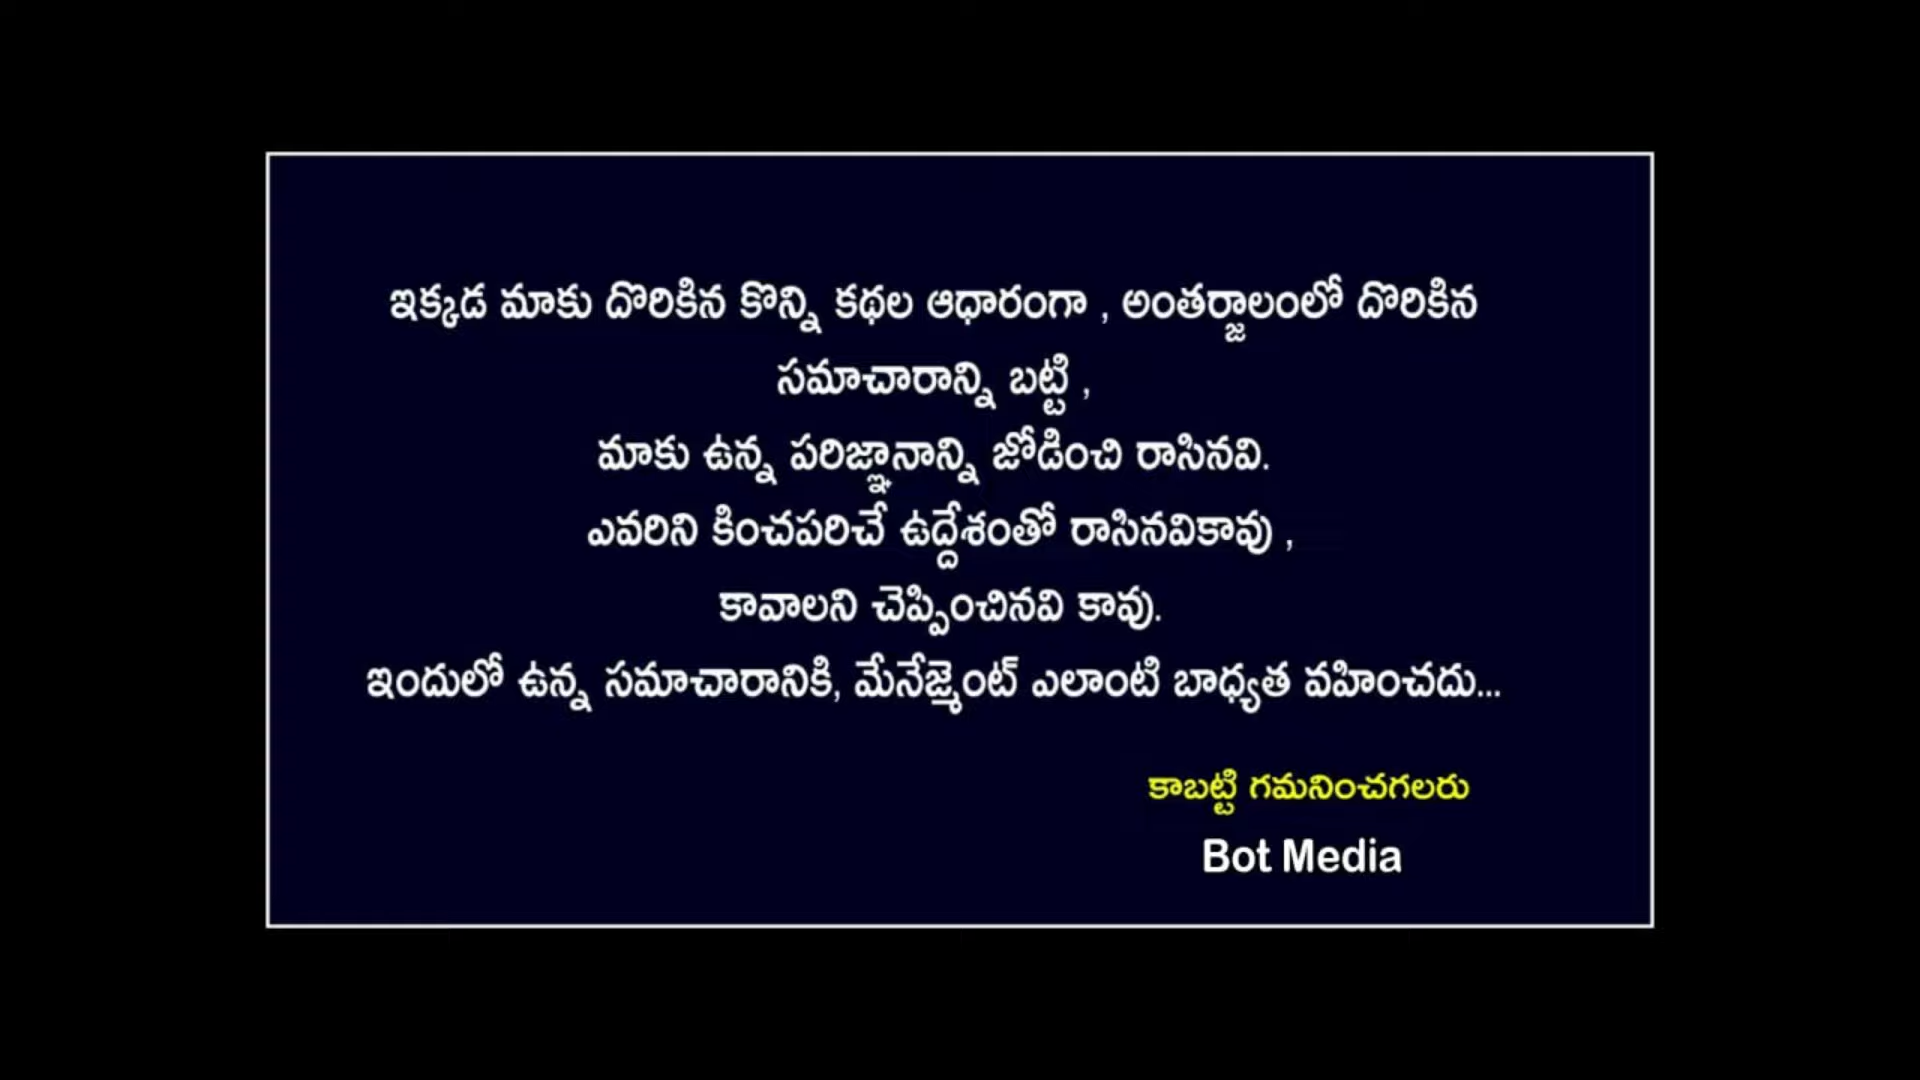 ఇక్కడ మాకు దొరికిన కొన్ని కథల ఆధారంగా , అంతర్జాలంలో దొరికిన
సమాచారాన్ని బట్టి ,
మాకు ఉన్న పరిజ్ఞానాన్ని జోడించి రాసినవి.
ఎవరిని కించపరిచే ఉద్దేశంతో రాసినవికావు ,
కావాలని చెప్పించినవి కావు.
ఇందులో ఉన్న సమాచారానికి, మేనేజ్మెంట్ ఎలాంటి బాధ్యత వహించదు...
కాబట్టి గమనించగలరు
Bot Media